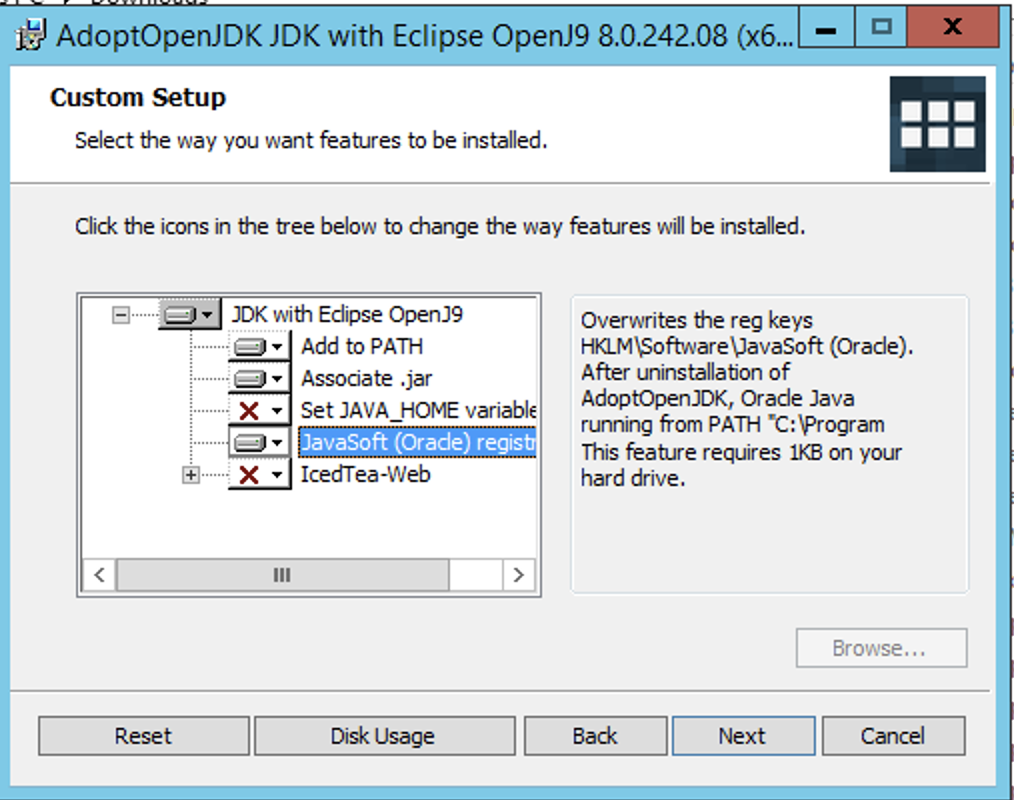 AdoptOpenJDK JDK with Eclipse OpenJ9 8.0.242.08 (x6...
Custom Setup
Select the way you want features to be installed.
Click the icons in the tree below to change the way features will be installed.
JDK with Eclipse OpenJ9
Add to PATH
Associate .jar
Set JAVA_HOME variable
JavaSoft (Oracle) registr
IcedTea-Web
Overwrites the reg keys
HKLM\Software\JavaSoft (Oracle).
After uninstallation of
AdoptOpenJDK, Oracle Java
running from PATH "C:\Program
This feature requires 1KB on your
hard drive.
Browse...
Reset
Disk Usage
Back
Next
Cancel